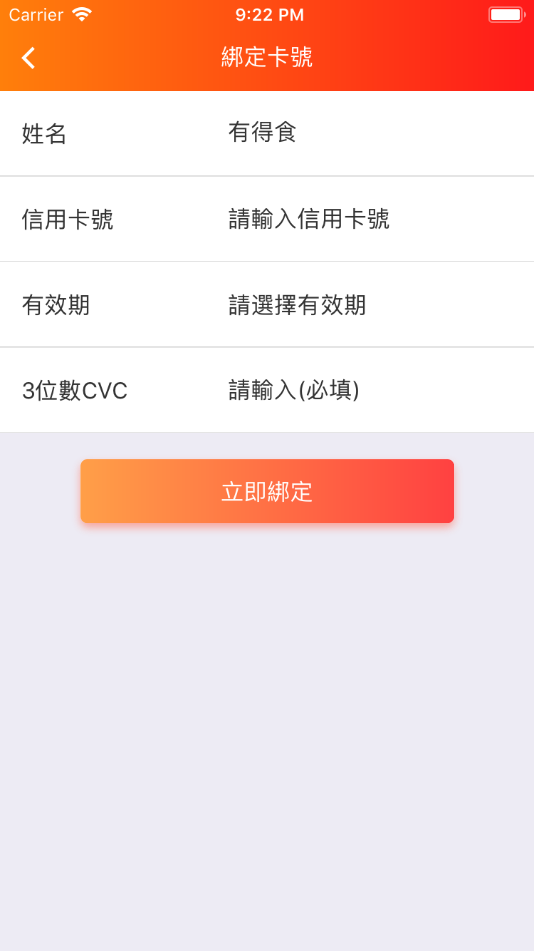 Carrier 9:22 PM
綁定卡號
姓名 有得食
信用卡號 請輸入信用卡號
有效期 請選擇有效期
3位數CVC 請輸入(必填)
立即綁定